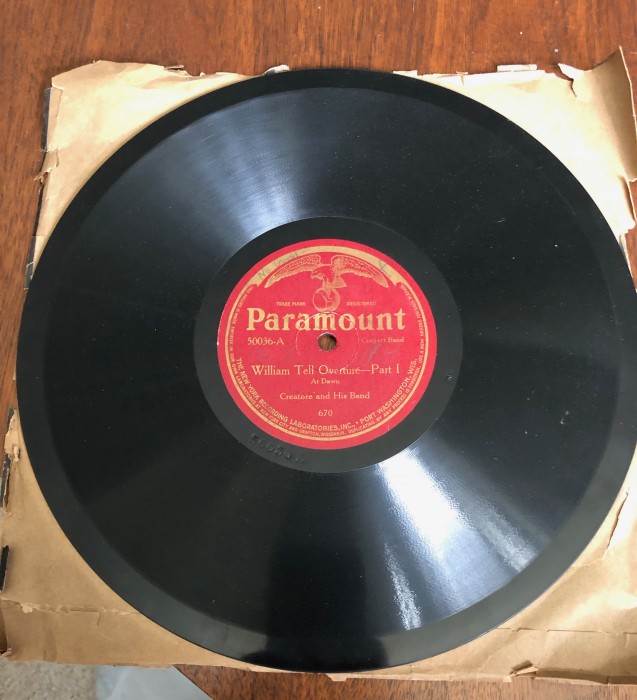 TRADE MARK REGISTERED
Paramount
50036-A Concert Band
William Tell Overture—Part 1
At Dawn
Creatore and His Band
670
THE NEW YORK RECORDING LABORATORIES, INC. · PORT WASHINGTON, WIS.